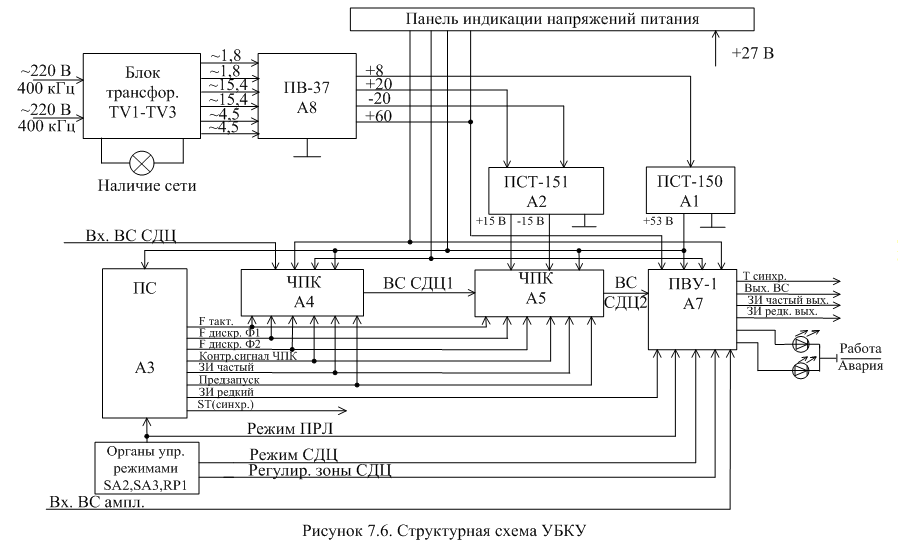 Панель индикации напряжений питания
+27 В
~220 В
400 кГц
~220 В
400 кГц
Блок
трансфор.
TV1-TV3
~1,8
~1,8
~15,4
~15,4
~4,5
~4,5
ПВ-37
А8
+8
+20
-20
+60
Наличие сети
ПСТ-151
А2
+15 В -15 В
ПСТ-150
А1
+53 В
Вх. ВС СДЦ
ПС
А3
ЧПК
А4
ВС СДЦ1
ЧПК
А5
ВС
СДЦ2
ПВУ-1
А7
Т синхр.
Вых. ВС
ЗИ частый вых.
ЗИ редк. вых.
Работа
Авария
F такт.
F дискр. Ф1
F дискр. Ф2
Контр.сигнал ЧПК
ЗИ частый
Предзапуск
ЗИ редкий
ST(синхр.)
Режим ПРЛ
Органы упр.
режимами
SA2,SA3,RP1
Режим СДЦ
Регулир. зоны СДЦ
Вх. ВС ампл.
Рисунок 7.6. Структурная схема УБКУ